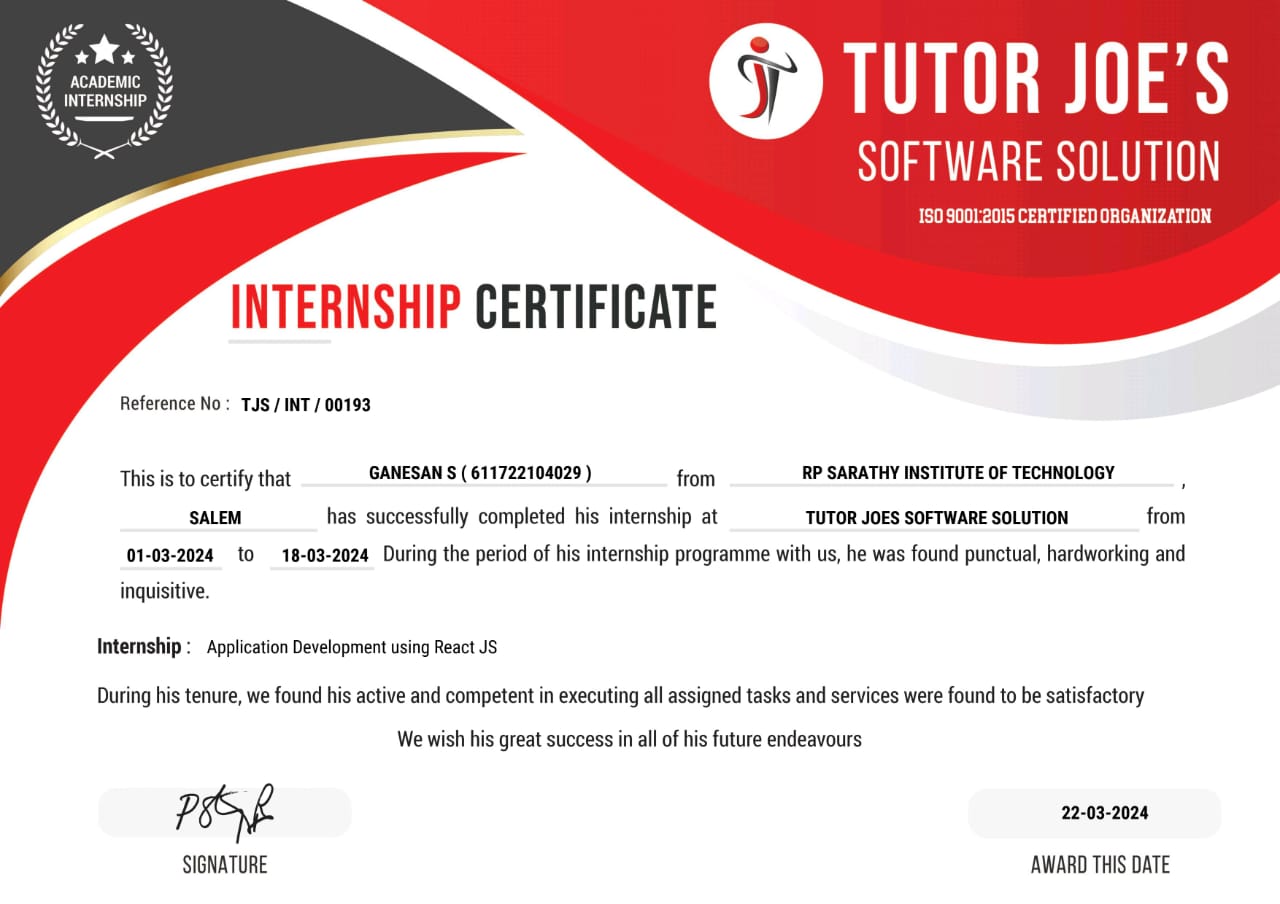 ACADEMIC
INTERNSHIP
TUTOR JOE'S
SOFTWARE SOLUTION
ISO 9001:2015 CERTIFIED ORGANIZATION
INTERNSHIP CERTIFICATE
Reference No : TJS / INT / 00193
This is to certify that GANESAN S ( 611722104029 ) from RP SARATHY INSTITUTE OF TECHNOLOGY ,
SALEM has successfully completed his internship at TUTOR JOES SOFTWARE SOLUTION from
01-03-2024 to 18-03-2024 During the period of his internship programme with us, he was found punctual, hardworking and
inquisitive.
Internship : Application Development using React JS
During his tenure, we found his active and competent in executing all assigned tasks and services were found to be satisfactory
We wish his great success in all of his future endeavours
22-03-2024
SIGNATURE
AWARD THIS DATE